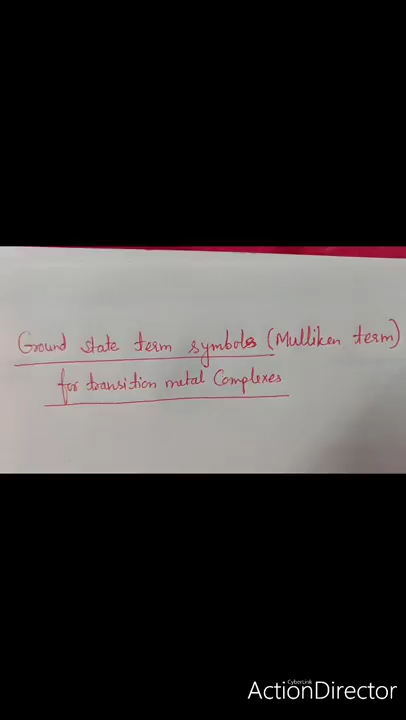 Ground state term symbols (Mulliken term)
for transition metal Complexes
CyberLink
ActionDirector